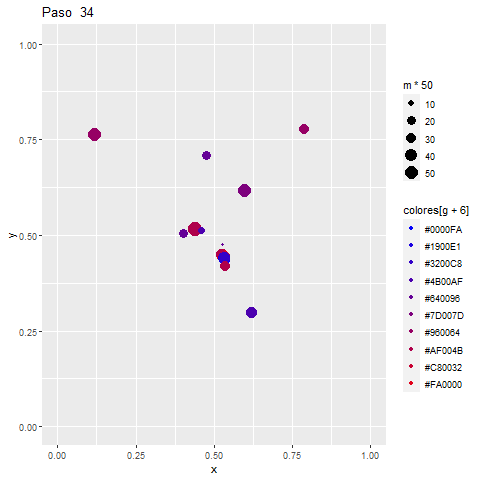 Paso 34
1.00
0.75
0.50
0.25
0.00
y
0.00 0.25 0.50 0.75 1.00
x
m * 50
10
20
30
40
50
colores[g + 6]
#0000FA
#1900E1
#3200C8
#4B00AF
#640096
#7D007D
#960064
#AF004B
#C80032
#FA0000